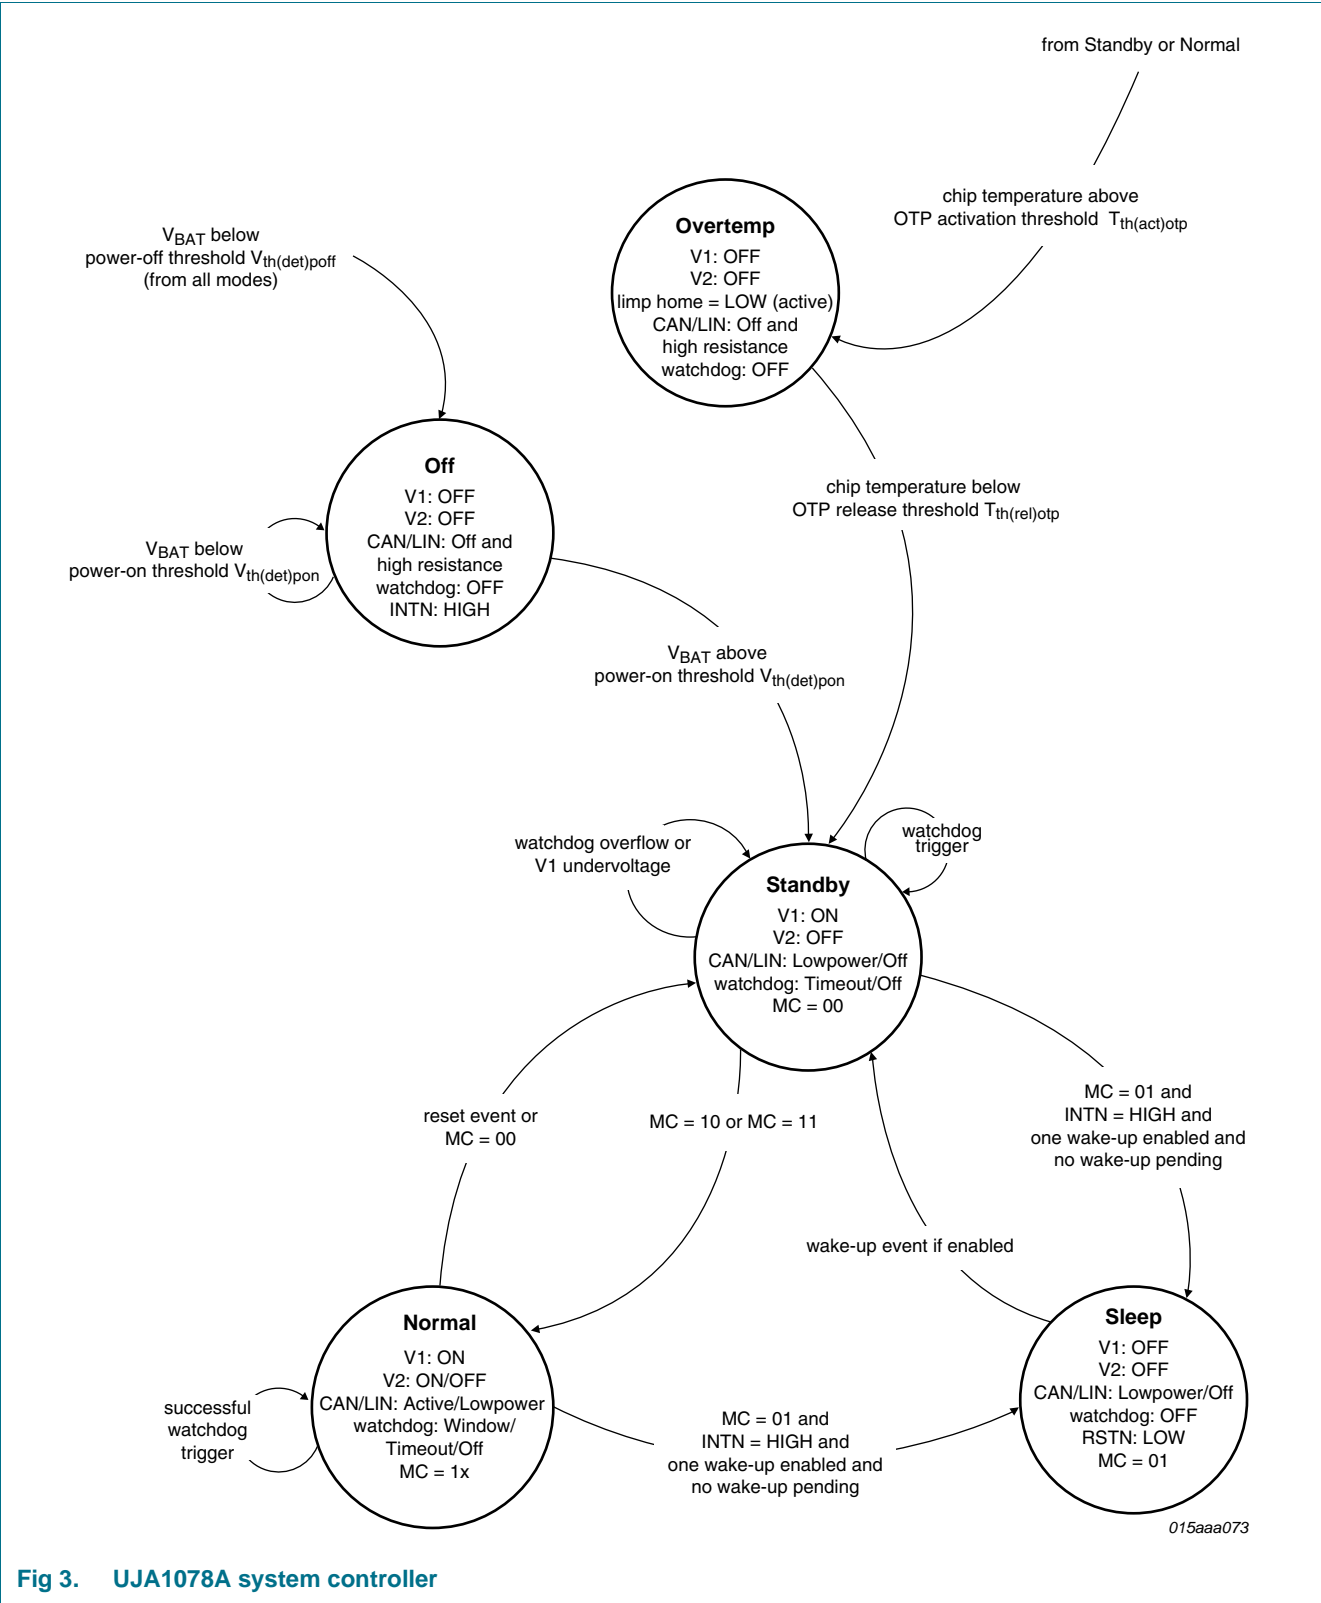 from Standby or Normal
chip temperature above
OTP activation threshold Tth(act)otp
Overtemp
V1: OFF
V2: OFF
limp home = LOW (active)
CAN/LIN: Off and
high resistance
watchdog: OFF
VBAT below
power-off threshold Vth(det)poff
(from all modes)
Off
V1: OFF
V2: OFF
CAN/LIN: Off and
high resistance
watchdog: OFF
INTN: HIGH
VBAT below
power-on threshold Vth(det)pon
chip temperature below
OTP release threshold Tth(rel)otp
VBAT above
power-on threshold Vth(det)pon
watchdog overflow or
V1 undervoltage
watchdog
trigger
Standby
V1: ON
V2: OFF
CAN/LIN: Lowpower/Off
watchdog: Timeout/Off
MC = 00
reset event or
MC = 00
MC = 10 or MC = 11
MC = 01 and
INTN = HIGH and
one wake-up enabled and
no wake-up pending
wake-up event if enabled
Normal
V1: ON
V2: ON/OFF
CAN/LIN: Active/Lowpower
watchdog: Window/
Timeout/Off
MC = 1x
successful
watchdog
trigger
MC = 01 and
INTN = HIGH and
one wake-up enabled and
no wake-up pending
Sleep
V1: OFF
V2: OFF
CAN/LIN: Lowpower/Off
watchdog: OFF
RSTN: LOW
MC = 01
015aaa073
Fig 3. UJA1078A system controller